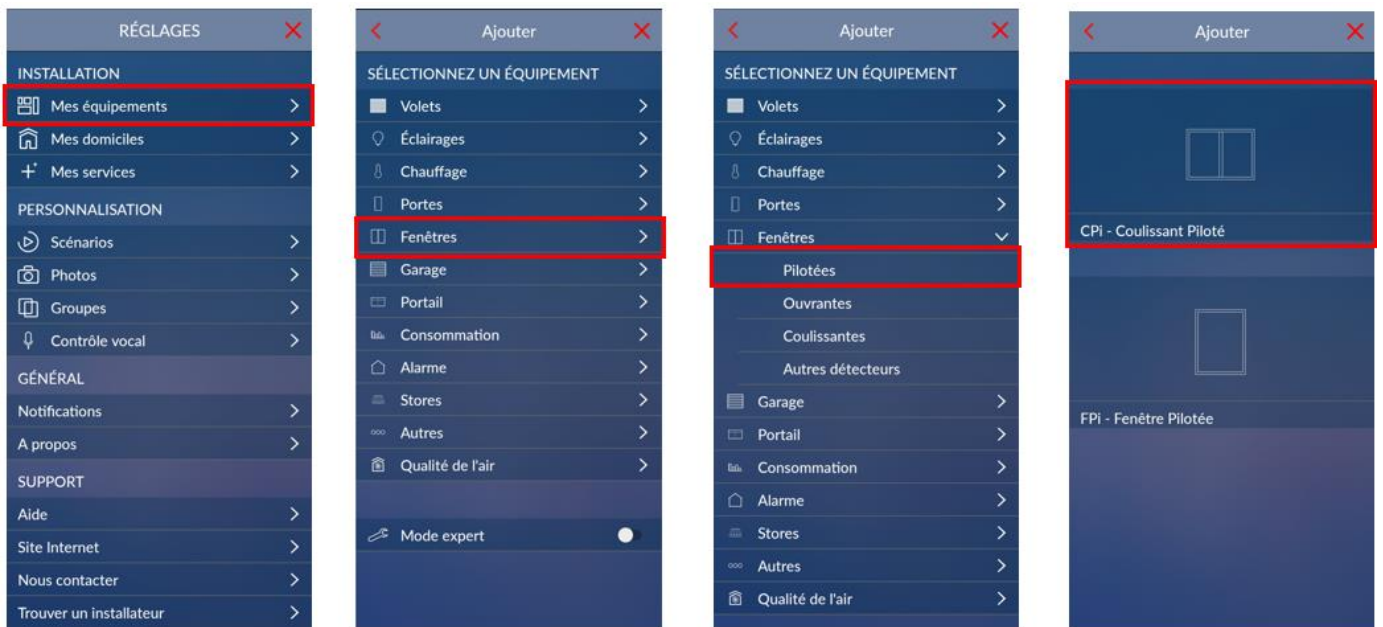 RÉGLAGES
INSTALLATION
Mes équipements
Mes domiciles
Mes services
PERSONNALISATION
Scénarios
Photos
Groupes
Contrôle vocal
GÉNÉRAL
Notifications
A propos
SUPPORT
Aide
Site Internet
Nous contacter
Trouver un installateur
Ajouter
SÉLECTIONNEZ UN ÉQUIPEMENT
Volets
Éclairages
Chauffage
Portes
Fenêtres
Garage
Portail
Consommation
Alarme
Stores
Autres
Qualité de l'air
Mode expert
Ajouter
SÉLECTIONNEZ UN ÉQUIPEMENT
Volets
Éclairages
Chauffage
Portes
Fenêtres
Pilotées
Ouvrantes
Coulissantes
Autres détecteurs
Garage
Portail
Consommation
Alarme
Stores
Autres
Qualité de l'air
Ajouter
CPi - Coulissant Piloté
FPi - Fenêtre Pilotée